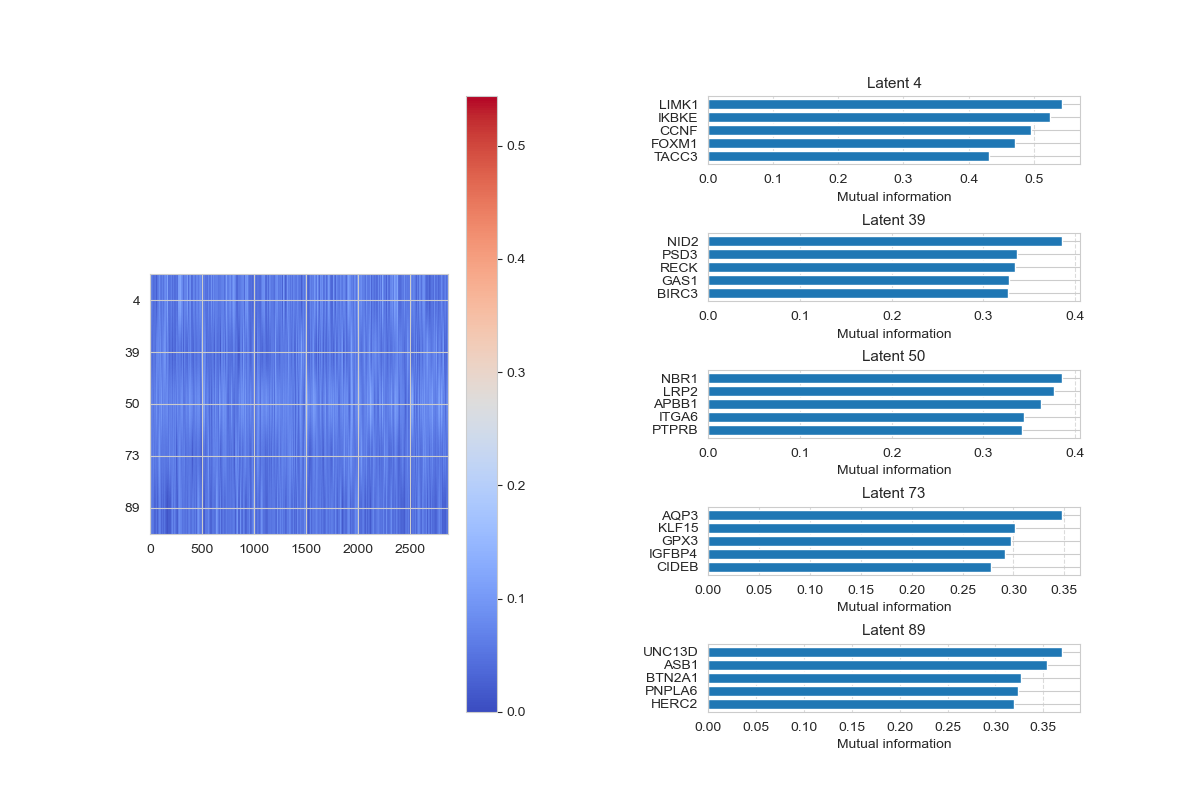 4
39
50
73
89
0
500
1000
1500
2000
2500
0.5
0.4
0.3
0.2
0.1
0.0
Latent 4
LIMK1
IKBKE
CCNF
FOXM1
TACC3
0.0 0.1 0.2 0.3 0.4 0.5
Mutual information
Latent 39
NID2
PSD3
RECK
GAS1
BIRC3
0.0 0.1 0.2 0.3 0.4
Mutual information
Latent 50
NBR1
LRP2
APBB1
ITGA6
PTPRB
0.0 0.1 0.2 0.3 0.4
Mutual information
Latent 73
AQP3
KLF15
GPX3
IGFBP4
CIDEB
0.00 0.05 0.10 0.15 0.20 0.25 0.30 0.35
Mutual information
Latent 89
UNC13D
ASB1
BTN2A1
PNPLA6
HERC2
0.00 0.05 0.10 0.15 0.20 0.25 0.30 0.35
Mutual information